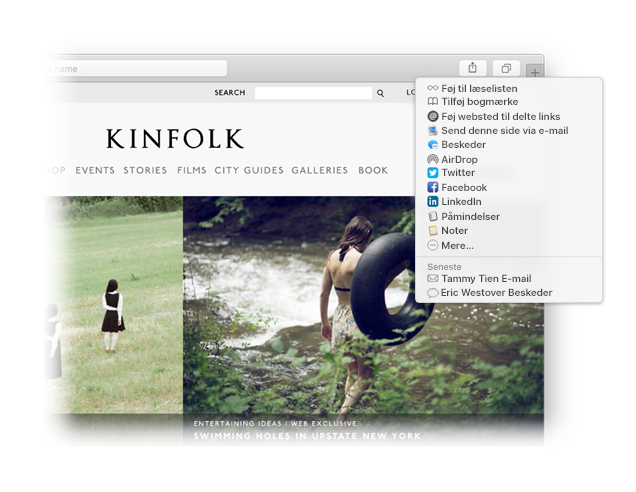 name
SEARCH
KINFOLK
EVENTS STORIES FILMS CITY GUIDES GALLERIES BOOK
ENTERTAINING IDEAS / WEB EXCLUSIVE
SWIMMING HOLES IN UPSTATE NEW YORK
Føj til læselisten
Tilføj bogmærke
Føj websted til delte links
Send denne side via e-mail
Beskeder
AirDrop
Twitter
Facebook
LinkedIn
Påmindelser
Noter
Mere...
Seneste
Tammy Tien E-mail
Eric Westover Beskeder